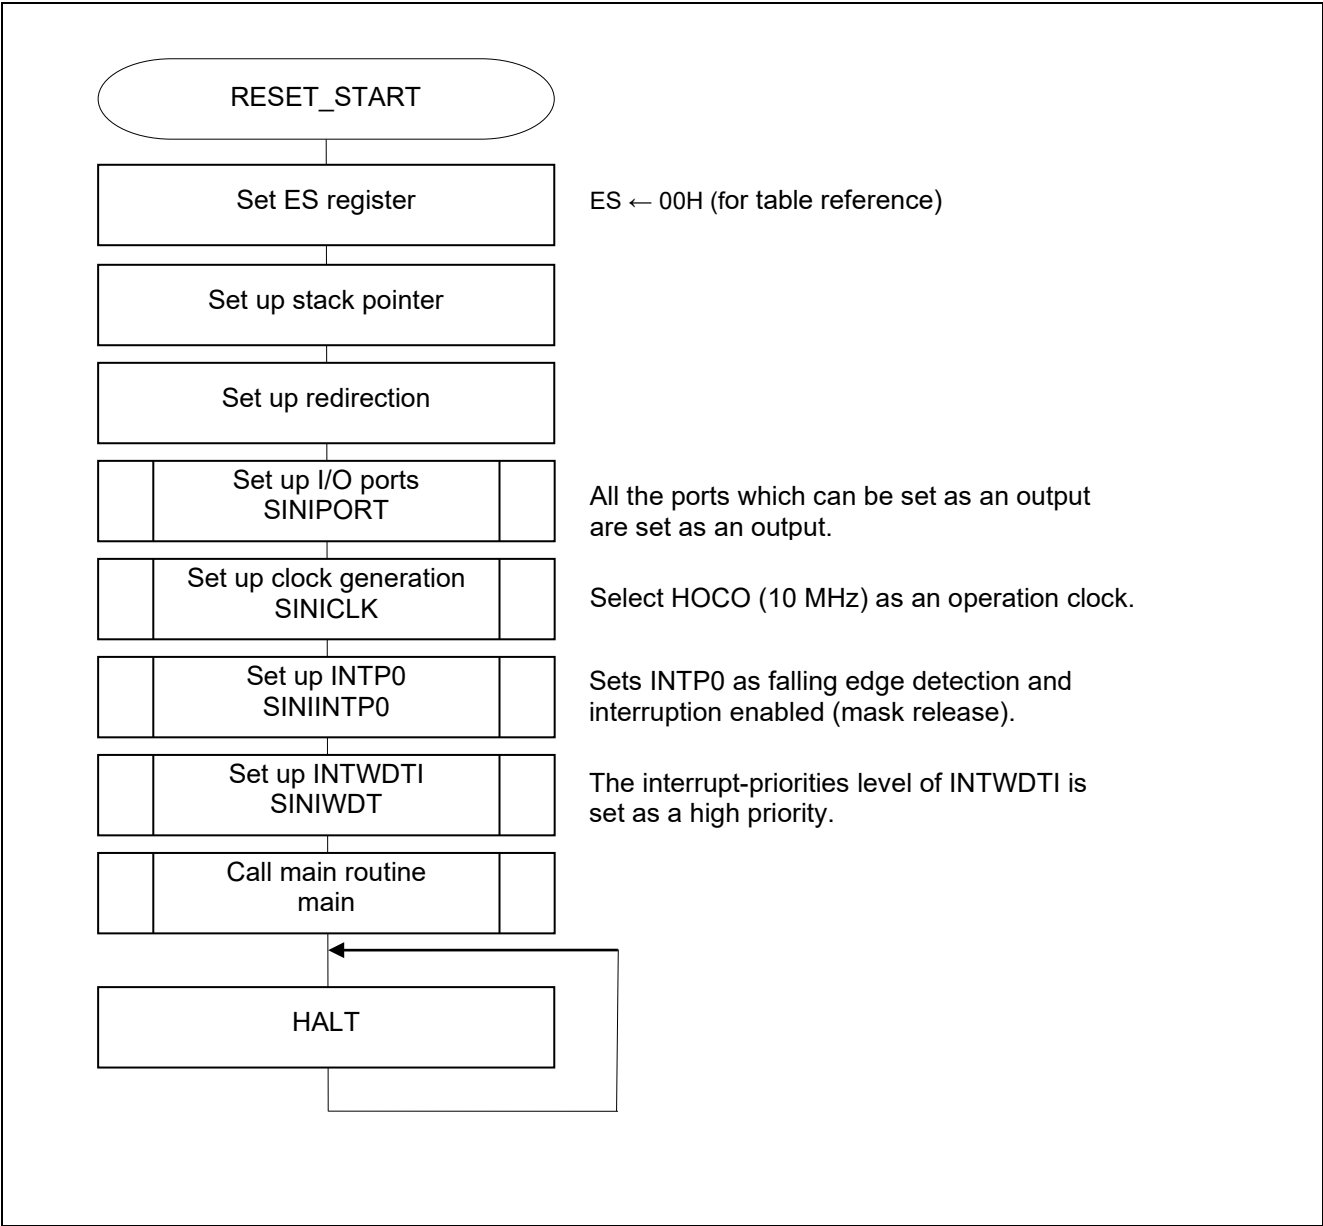 RESET_START
Set ES register
ES ← 00H (for table reference)
Set up stack pointer
Set up redirection
Set up I/O ports
SINIPORT
All the ports which can be set as an output
are set as an output.
Set up clock generation
SINICLK
Select HOCO (10 MHz) as an operation clock.
Set up INTP0
SINIINTP0
Sets INTP0 as falling edge detection and
interruption enabled (mask release).
Set up INTWDTI
SINIWDT
The interrupt-priorities level of INTWDTI is
set as a high priority.
Call main routine
main
HALT